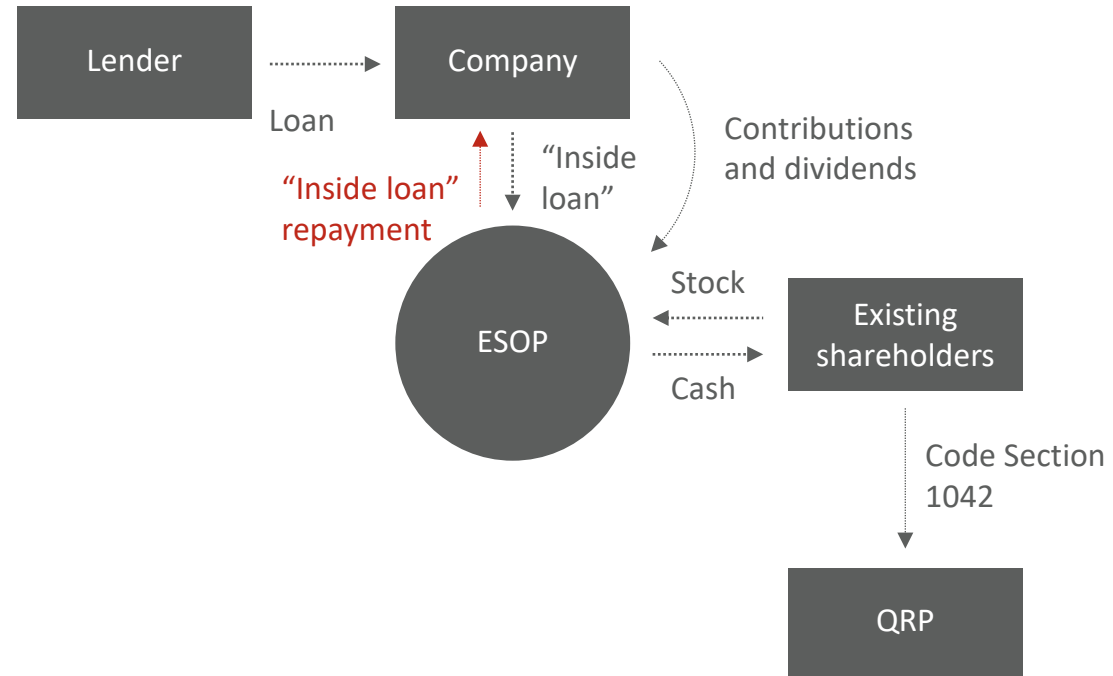 Lender
Company
Loan
Contributions
and dividends
“Inside
loan”
“Inside loan”
repayment
Stock
Existing
shareholders
ESOP
Cash
Code Section
1042
QRP